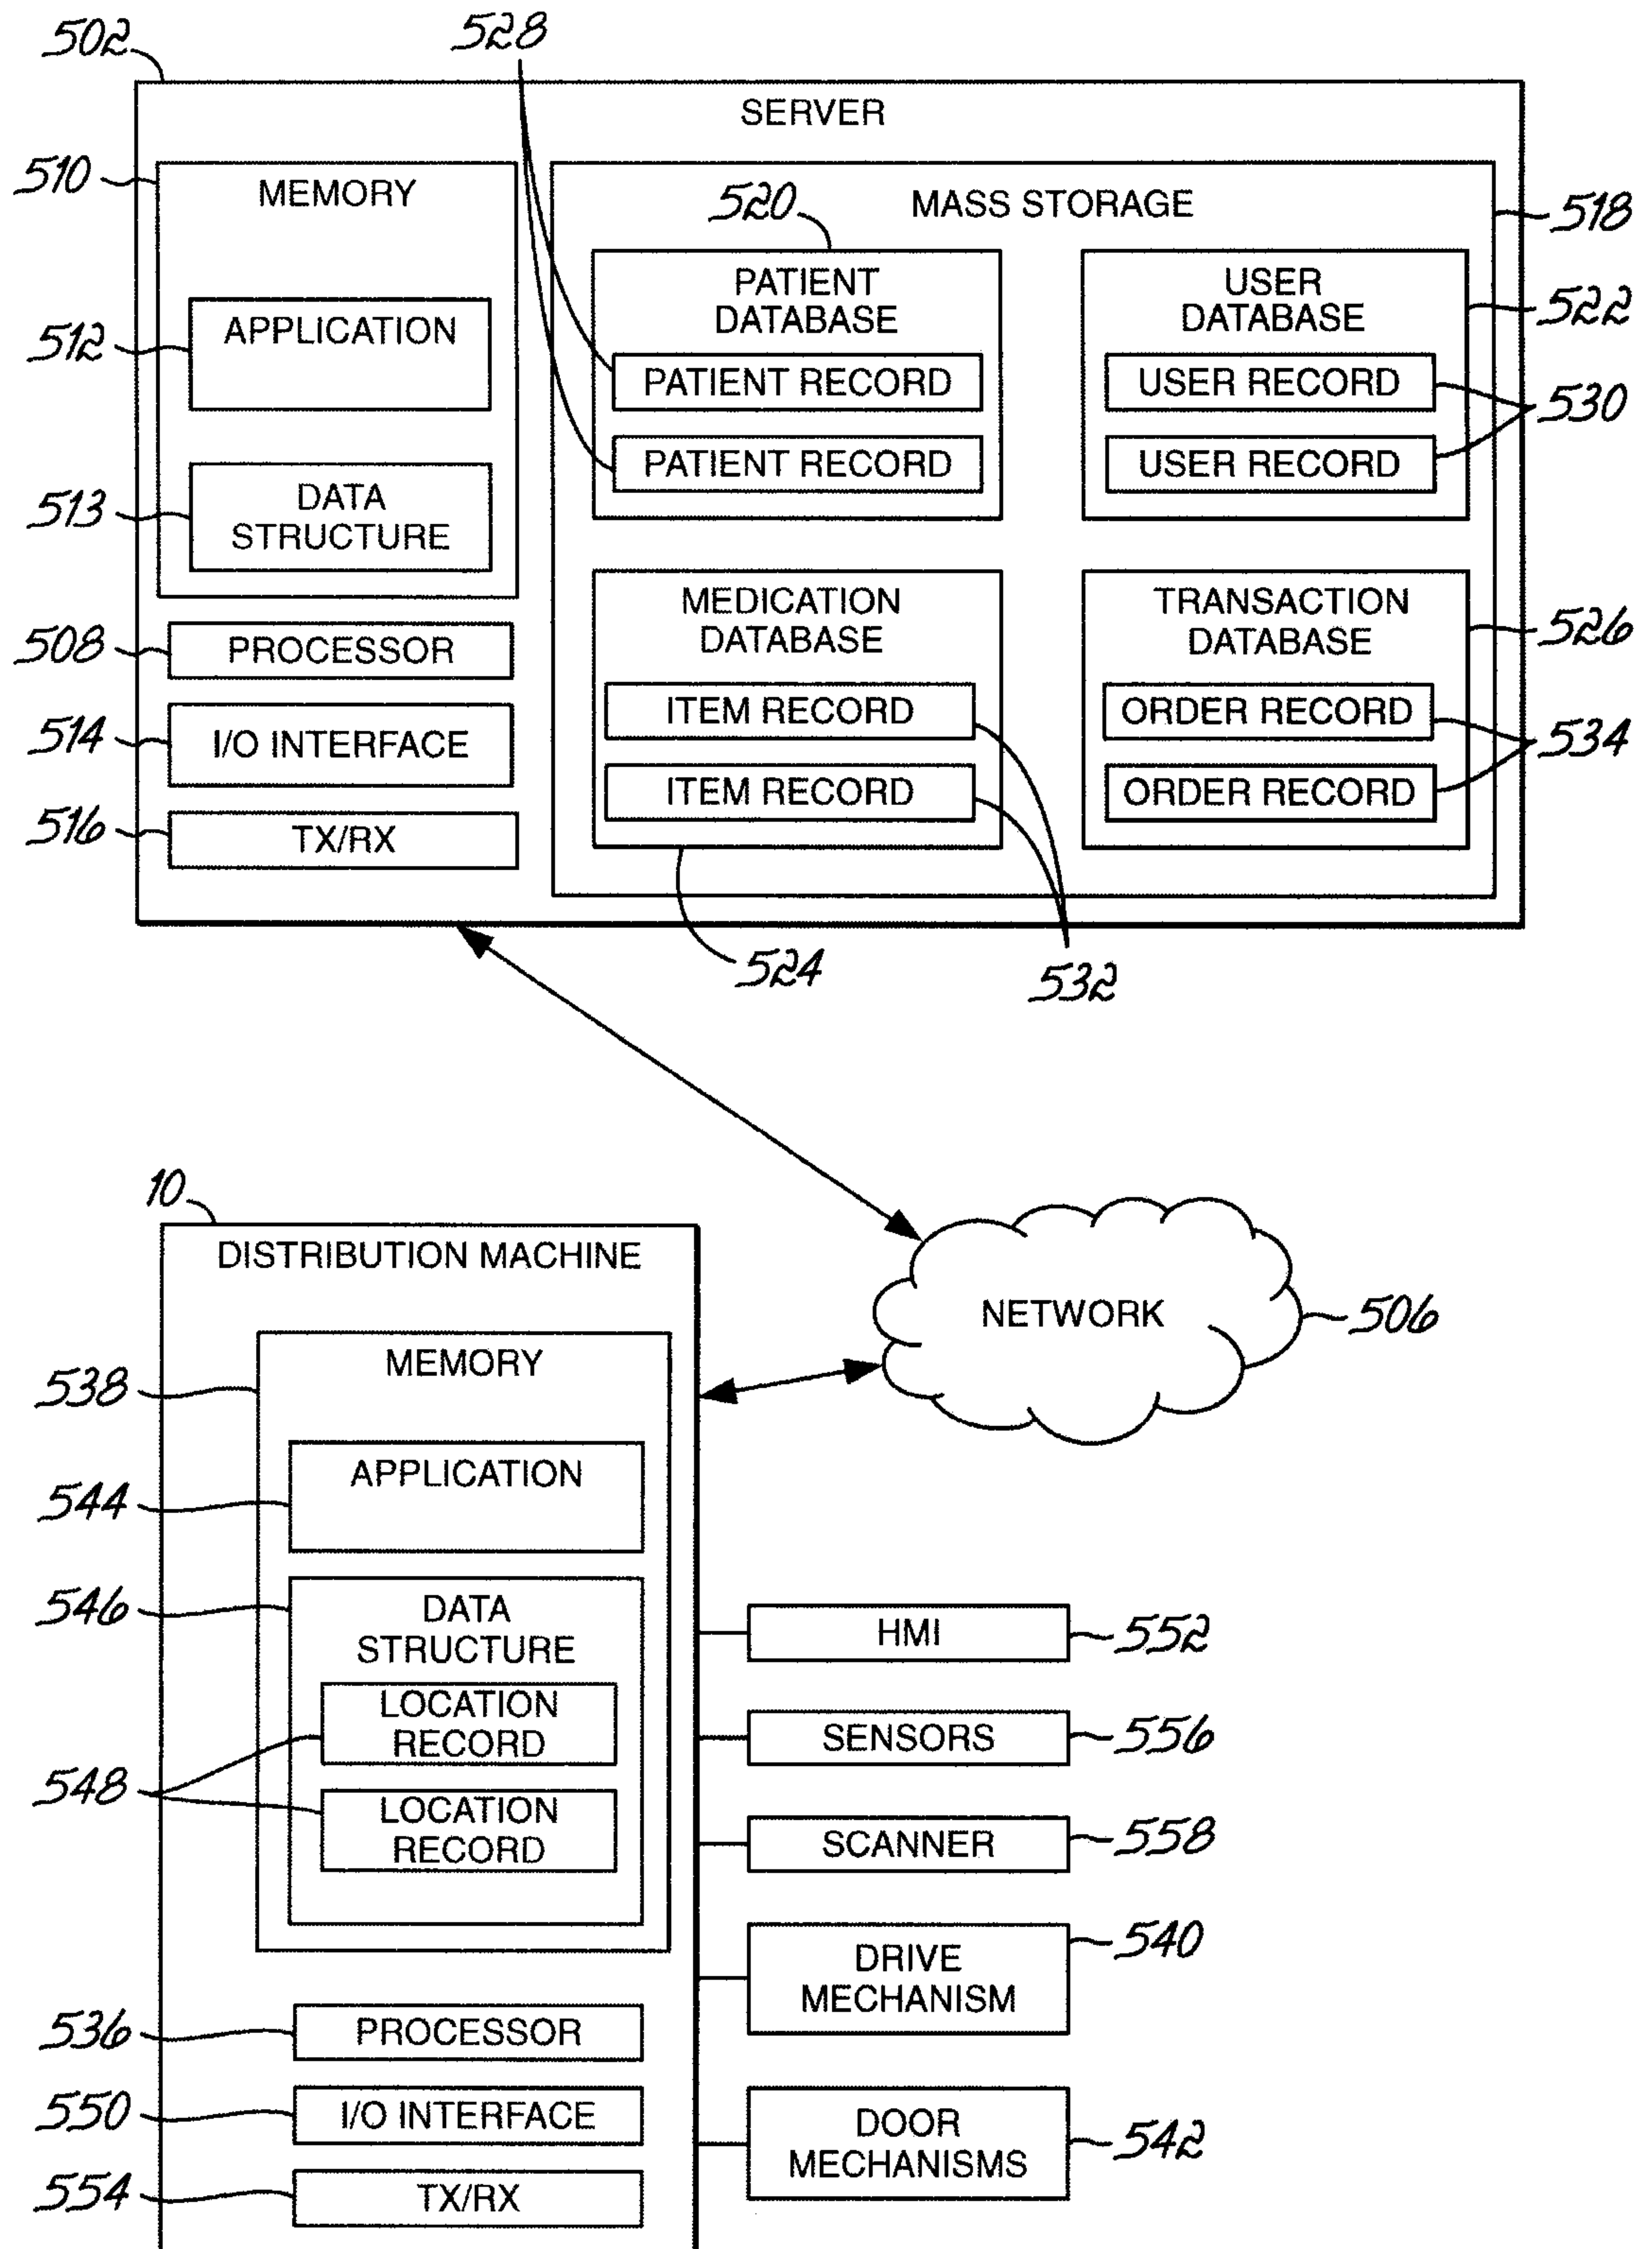 502
528
SERVER
510
MEMORY
520
MASS STORAGE
518
PATIENT
DATABASE
USER
DATABASE
522
512
APPLICATION
PATIENT RECORD
USER RECORD
530
PATIENT RECORD
USER RECORD
513
DATA
STRUCTURE
MEDICATION
DATABASE
TRANSACTION
DATABASE
526
508
PROCESSOR
ITEM RECORD
ORDER RECORD
514
I/O INTERFACE
534
ITEM RECORD
ORDER RECORD
516
TX/RX
524
532
10
DISTRIBUTION MACHINE
NETWORK
506
538
MEMORY
544
APPLICATION
546
DATA
STRUCTURE
HMI
552
LOCATION
RECORD
SENSORS
556
548
LOCATION
RECORD
SCANNER
558
DRIVE
MECHANISM
540
536
PROCESSOR
550
I/O INTERFACE
DOOR
MECHANISMS
542
554
TX/RX